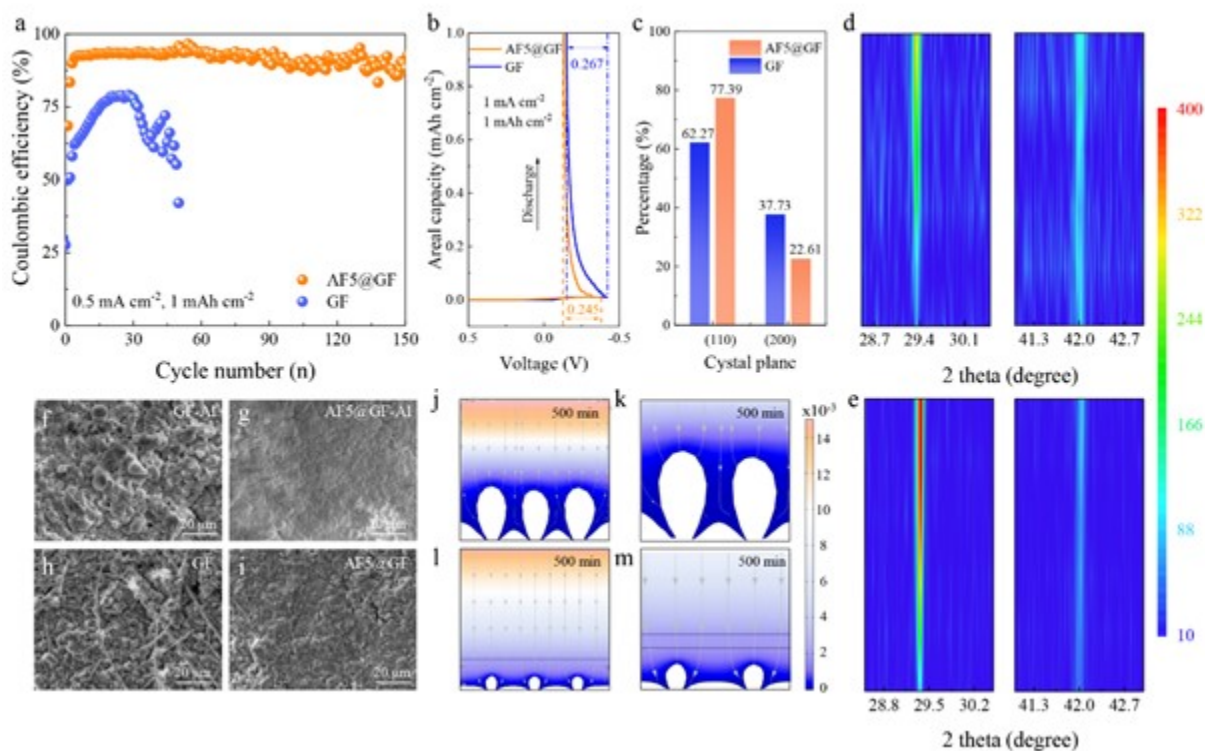 a
Coulombic efficiency (%)
100
75
50
25
0
AF5@GF
GF
0.5 mA cm⁻², 1 mAh cm⁻²
0 30 60 90 120 150
Cycle number (n)
b
Areal capacity (mAh cm⁻²)
1.0
0.8
0.6
0.4
0.2
0.0
AF5@GF
GF
0.267
1 mA cm⁻²
1 mAh cm⁻²
Discharge
0.245
0.5 0.0 -0.5
Voltage (V)
c
Percentage (%)
100
80
60
40
20
0
AF5@GF
GF
77.39
62.27
37.73
22.61
(110) (200)
Cystal plane
d
28.7 29.4 30.1
41.3 42.0 42.7
2 theta (degree)
400
322
244
166
88
10
e
28.8 29.5 30.2
41.3 42.0 42.7
2 theta (degree)
f
20 μm
g
AF5@GF-Al
h
GF
20 μm
i
AF5@GF
20 μm
j
500 min
k
500 min
l
500 min
m
500 min
x10⁻³
14
12
10
8
6
4
2
0